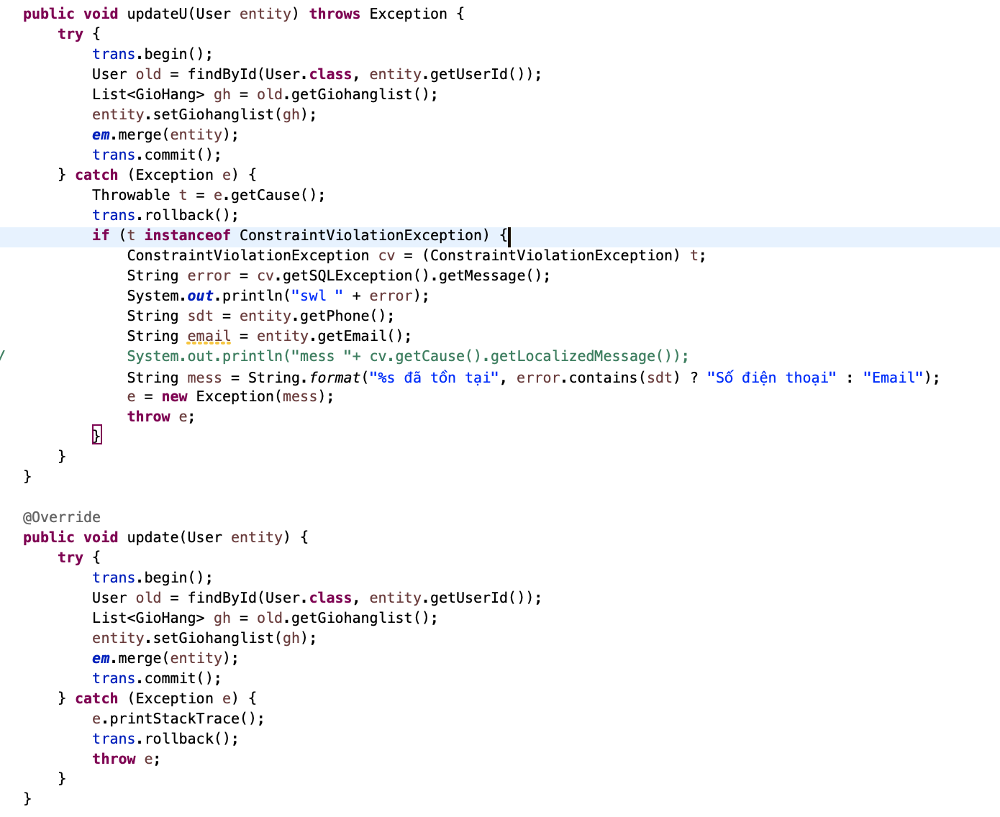 public void updateU(User entity) throws Exception {
try {
trans.begin();
User old = findById(User.class, entity.getUserId());
List<GioHang> gh = old.getGiohanglist();
entity.setGiohanglist(gh);
em.merge(entity);
trans.commit();
} catch (Exception e) {
Throwable t = e.getCause();
trans.rollback();
if (t instanceof ConstraintViolationException) {
ConstraintViolationException cv = (ConstraintViolationException) t;
String error = cv.getSQLException().getMessage();
System.out.println("swl " + error);
String sdt = entity.getPhone();
String email = entity.getEmail();
/ System.out.println("mess "+ cv.getCause().getLocalizedMessage());
String mess = String.format("%s đã tồn tại", error.contains(sdt) ? "Số điện thoại" : "Email");
e = new Exception(mess);
throw e;
}
}
}
@Override
public void update(User entity) {
try {
trans.begin();
User old = findById(User.class, entity.getUserId());
List<GioHang> gh = old.getGiohanglist();
entity.setGiohanglist(gh);
em.merge(entity);
trans.commit();
} catch (Exception e) {
e.printStackTrace();
trans.rollback();
throw e;
}
}